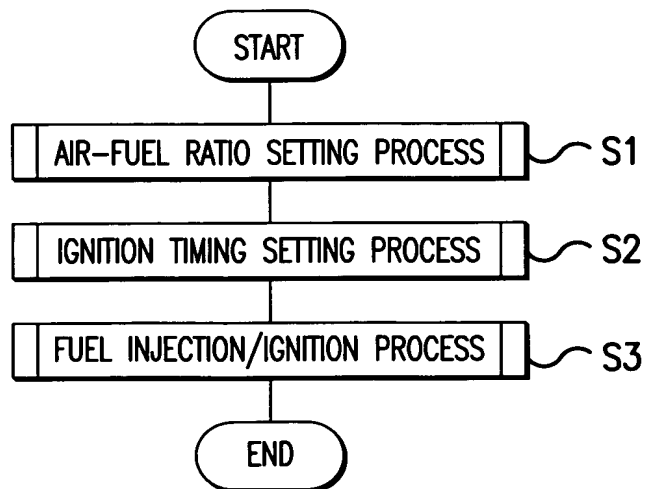 START
AIR-FUEL RATIO SETTING PROCESS S1
IGNITION TIMING SETTING PROCESS S2
FUEL INJECTION/IGNITION PROCESS S3
END